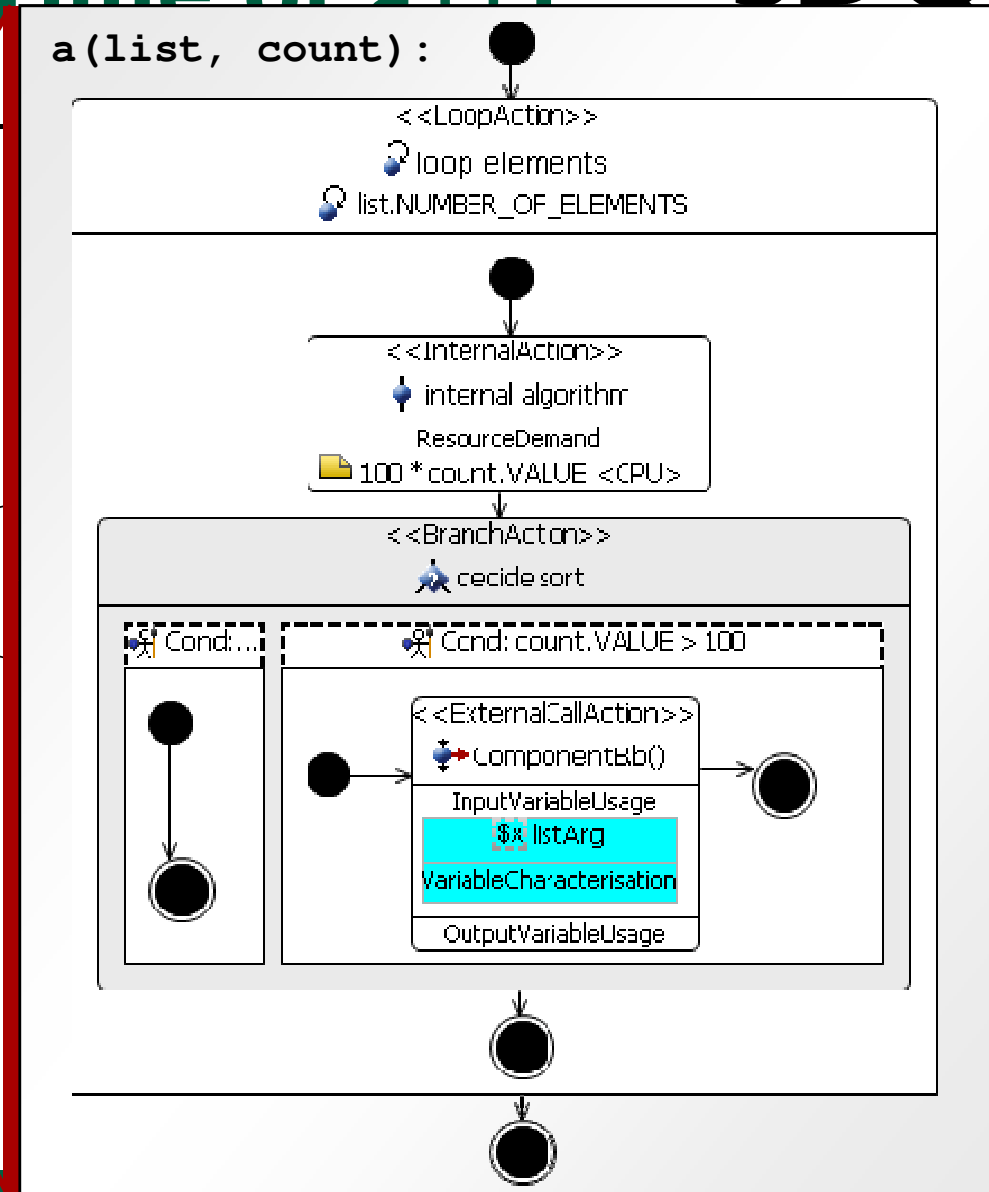 a(list, count):
<<LoopAction>>
loop elements
list.NUMBER_OF_ELEMENTS
<<InternalAction>>
internal algorithm
ResourceDemand
100 * count.VALUE <CPU>
<<BranchAction>>
decide sort
Cond:...
Cond: count.VALUE > 100
<<ExternalCallAction>>
ComponentB.b()
InputVariableUsage
$x listArg
VariableCharacterisation
OutputVariableUsage